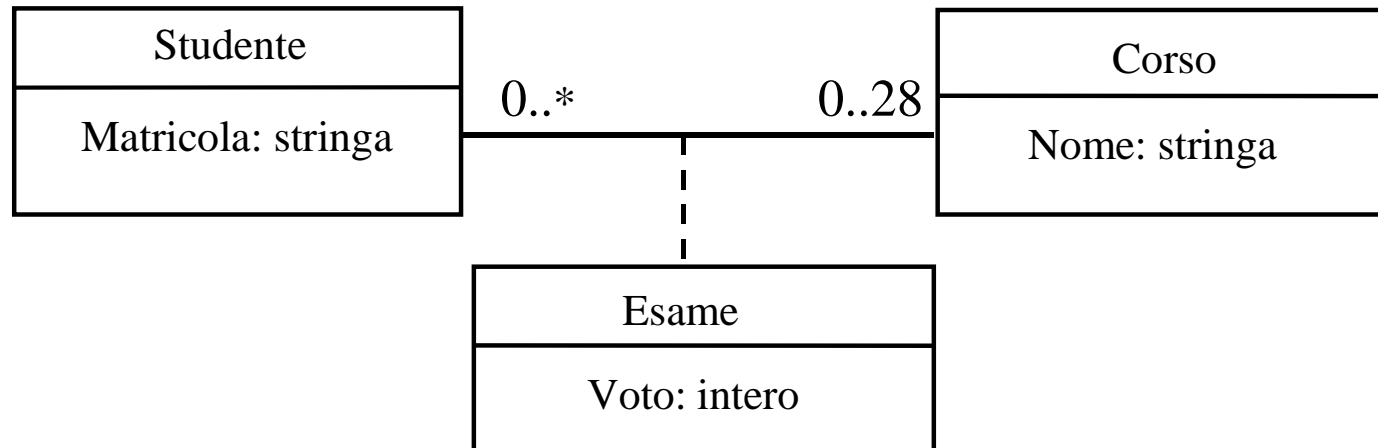 Studente
Matricola: stringa
0..*
0..28
Corso
Nome: stringa
Esame
Voto: intero